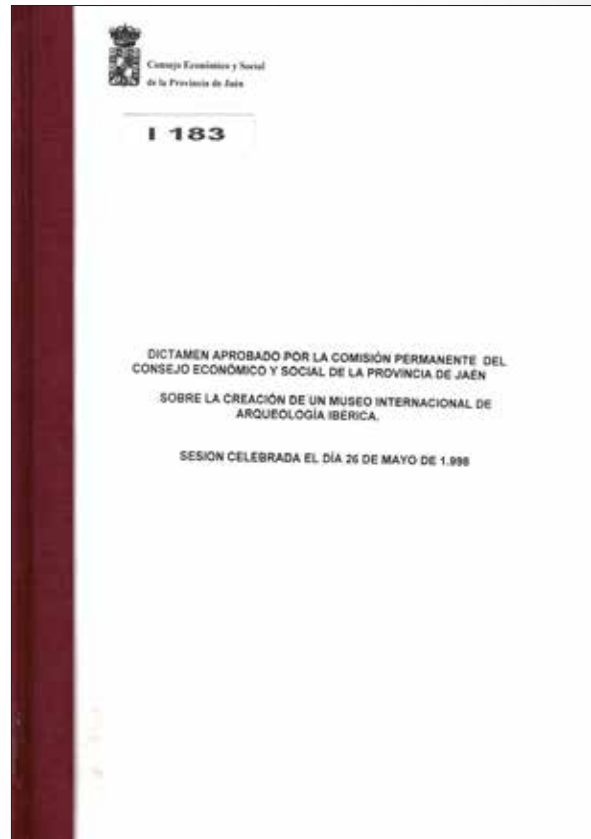 Consejo Económico y Social
de la Provincia de Jaén
I 183
DICTAMEN APROBADO POR LA COMISIÓN PERMANENTE DEL
CONSEJO ECONÓMICO Y SOCIAL DE LA PROVINCIA DE JAÉN
SOBRE LA CREACIÓN DE UN MUSEO INTERNACIONAL DE
ARQUEOLOGÍA IBÉRICA.
SESION CELEBRADA EL DÍA 26 DE MAYO DE 1.998